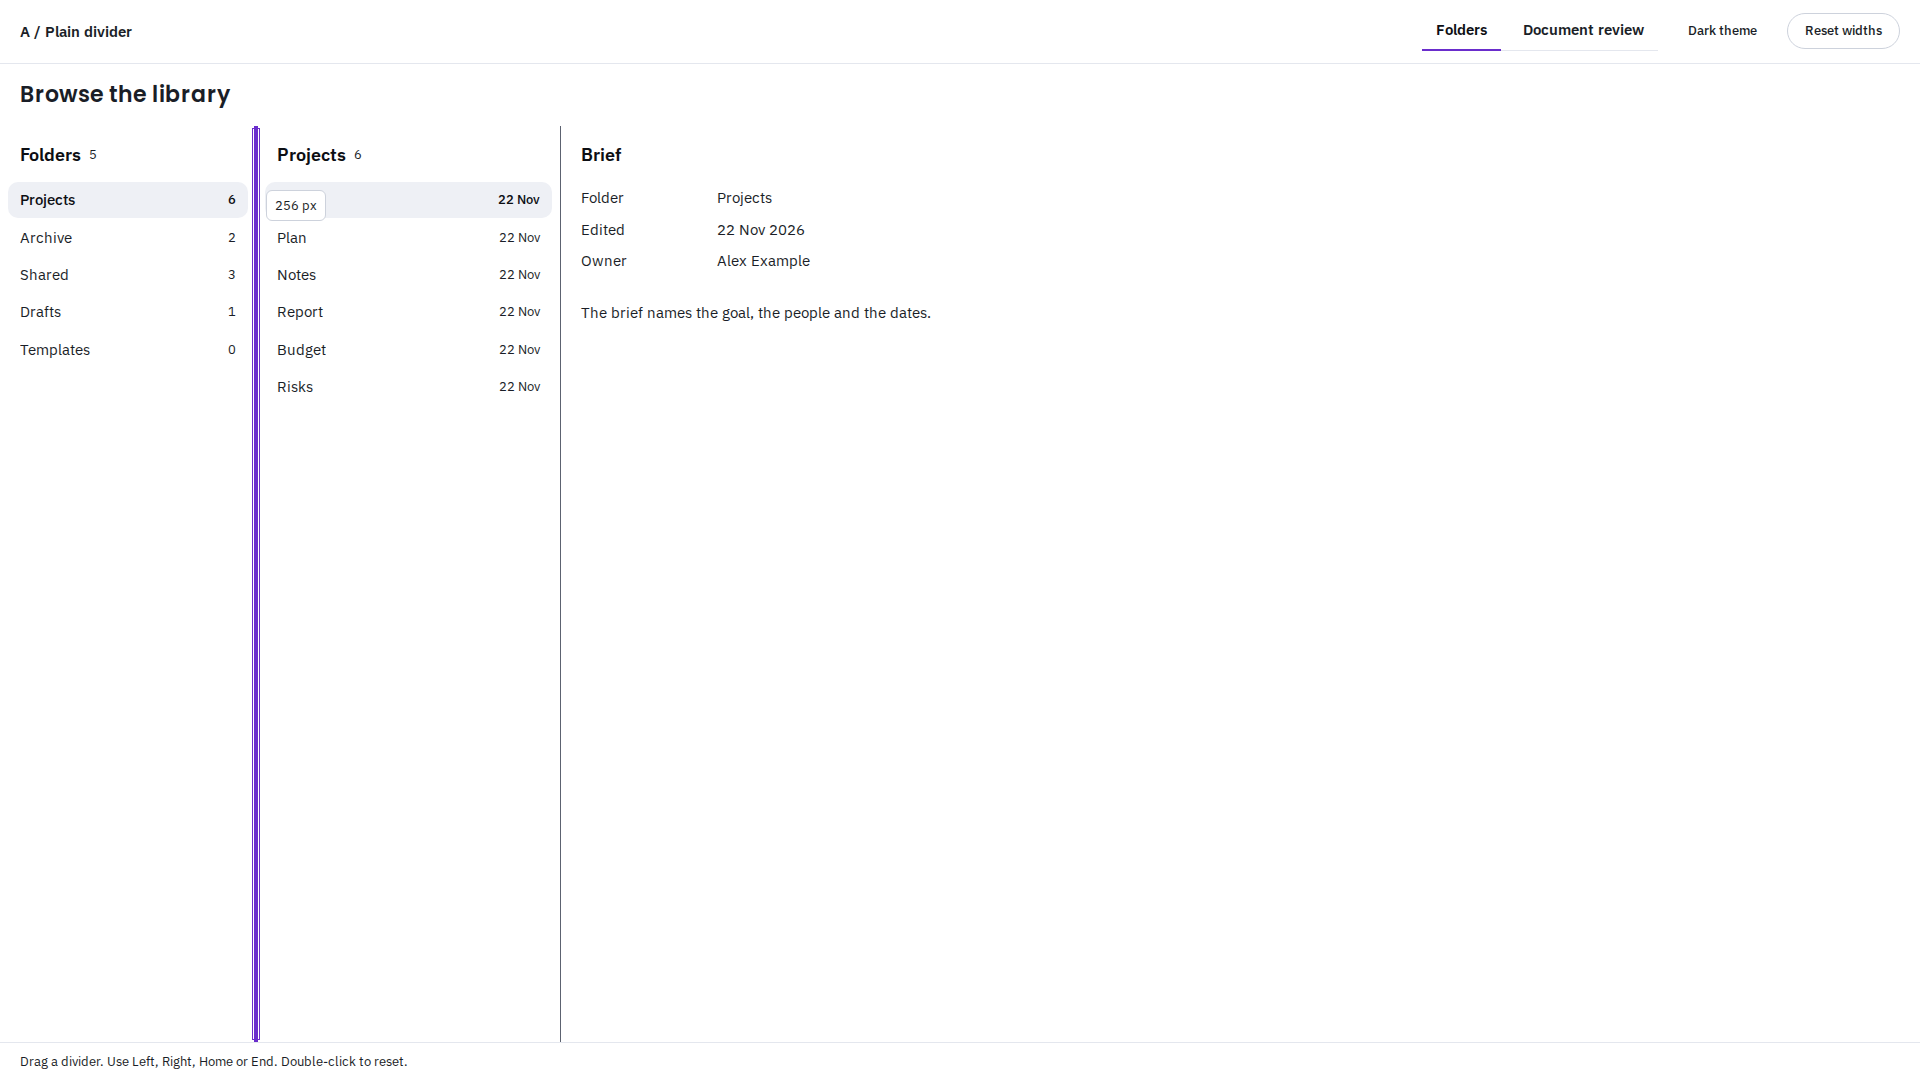 A / Plain divider
Folders
Document review
Dark theme
Reset widths
Browse the library
Folders 5
Projects 6
Archive 2
Shared 3
Drafts 1
Templates 0
Projects 6
256 px
22 Nov
Plan 22 Nov
Notes 22 Nov
Report 22 Nov
Budget 22 Nov
Risks 22 Nov
Brief
Folder Projects
Edited 22 Nov 2026
Owner Alex Example
The brief names the goal, the people and the dates.
Drag a divider. Use Left, Right, Home or End. Double-click to reset.